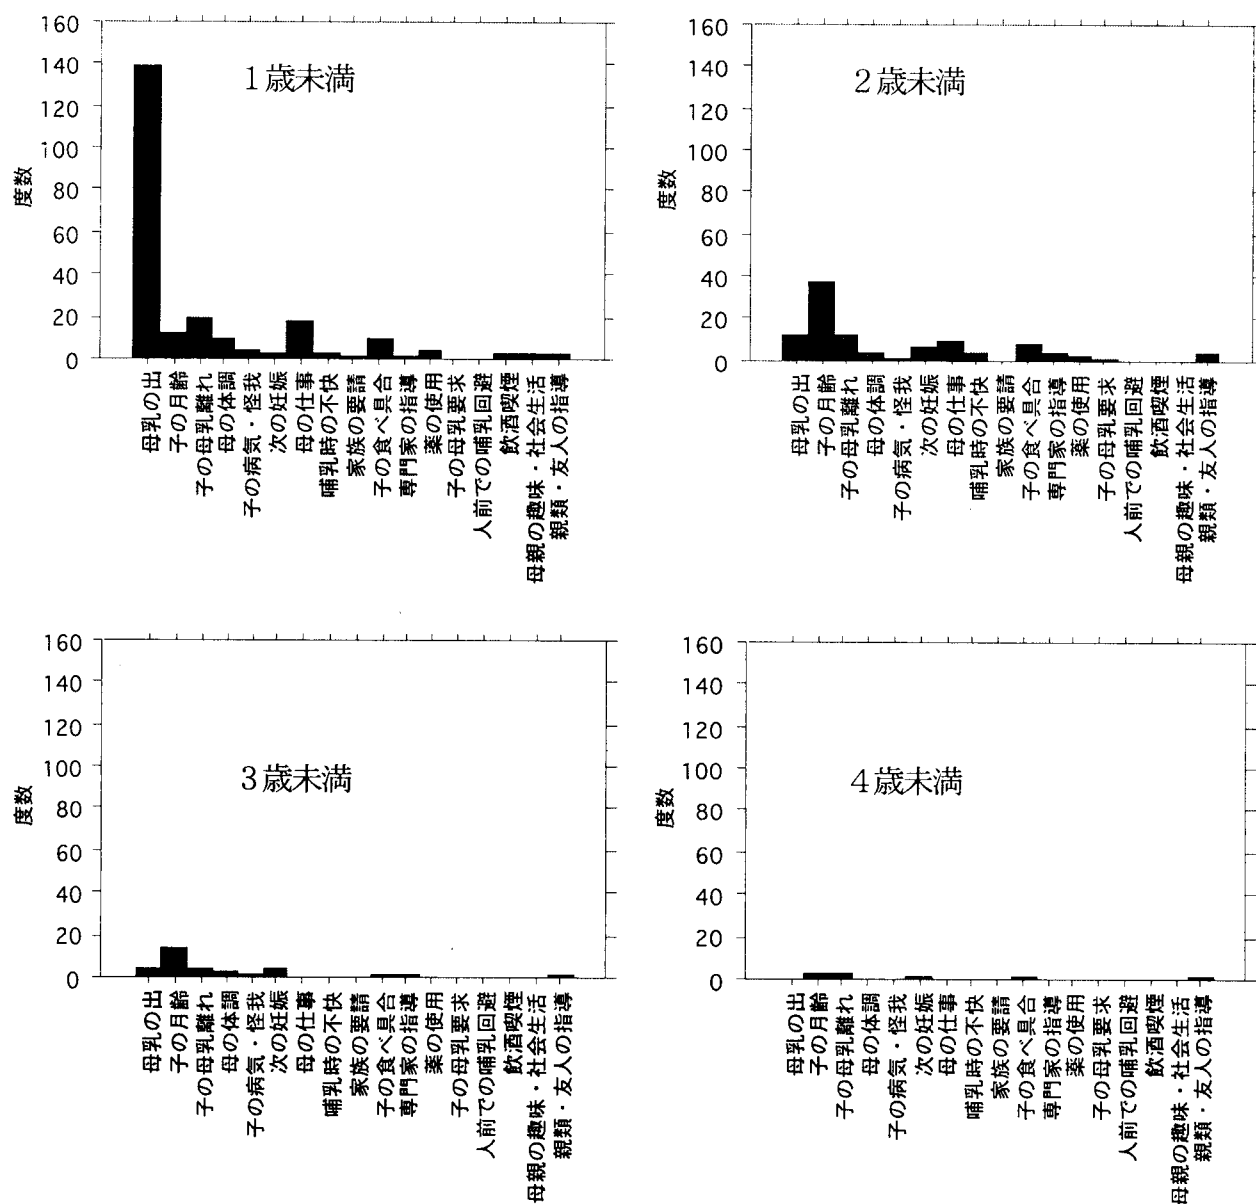 1歳未満
度数
160
140
120
100
80
60
40
20
0
母乳の出
子の月齢
子の母乳離れ
母の体調
子の病気・怪我
次の妊娠
母の仕事
哺乳時の不快
家族の要請
子の食べ具合
専門家の指導
薬の使用
子の母乳要求
人前での哺乳回避
飲酒喫煙
母親の趣味・社会生活
親類・友人の指導
2歳未満
度数
160
140
120
100
80
60
40
20
0
母乳の出
子の月齢
子の母乳離れ
母の体調
子の病気・怪我
次の妊娠
母の仕事
哺乳時の不快
家族の要請
子の食べ具合
専門家の指導
薬の使用
子の母乳要求
人前での哺乳回避
飲酒喫煙
母親の趣味・社会生活
親類・友人の指導
3歳未満
度数
160
140
120
100
80
60
40
20
0
母乳の出
子の月齢
子の母乳離れ
母の体調
子の病気・怪我
次の妊娠
母の仕事
哺乳時の不快
家族の要請
子の食べ具合
専門家の指導
薬の使用
子の母乳要求
人前での哺乳回避
飲酒喫煙
母親の趣味・社会生活
親類・友人の指導
4歳未満
度数
160
140
120
100
80
60
40
20
0
母乳の出
子の月齢
子の母乳離れ
母の体調
子の病気・怪我
次の妊娠
母の仕事
哺乳時の不快
家族の要請
子の食べ具合
専門家の指導
薬の使用
子の母乳要求
人前での哺乳回避
飲酒喫煙
母親の趣味・社会生活
親類・友人の指導